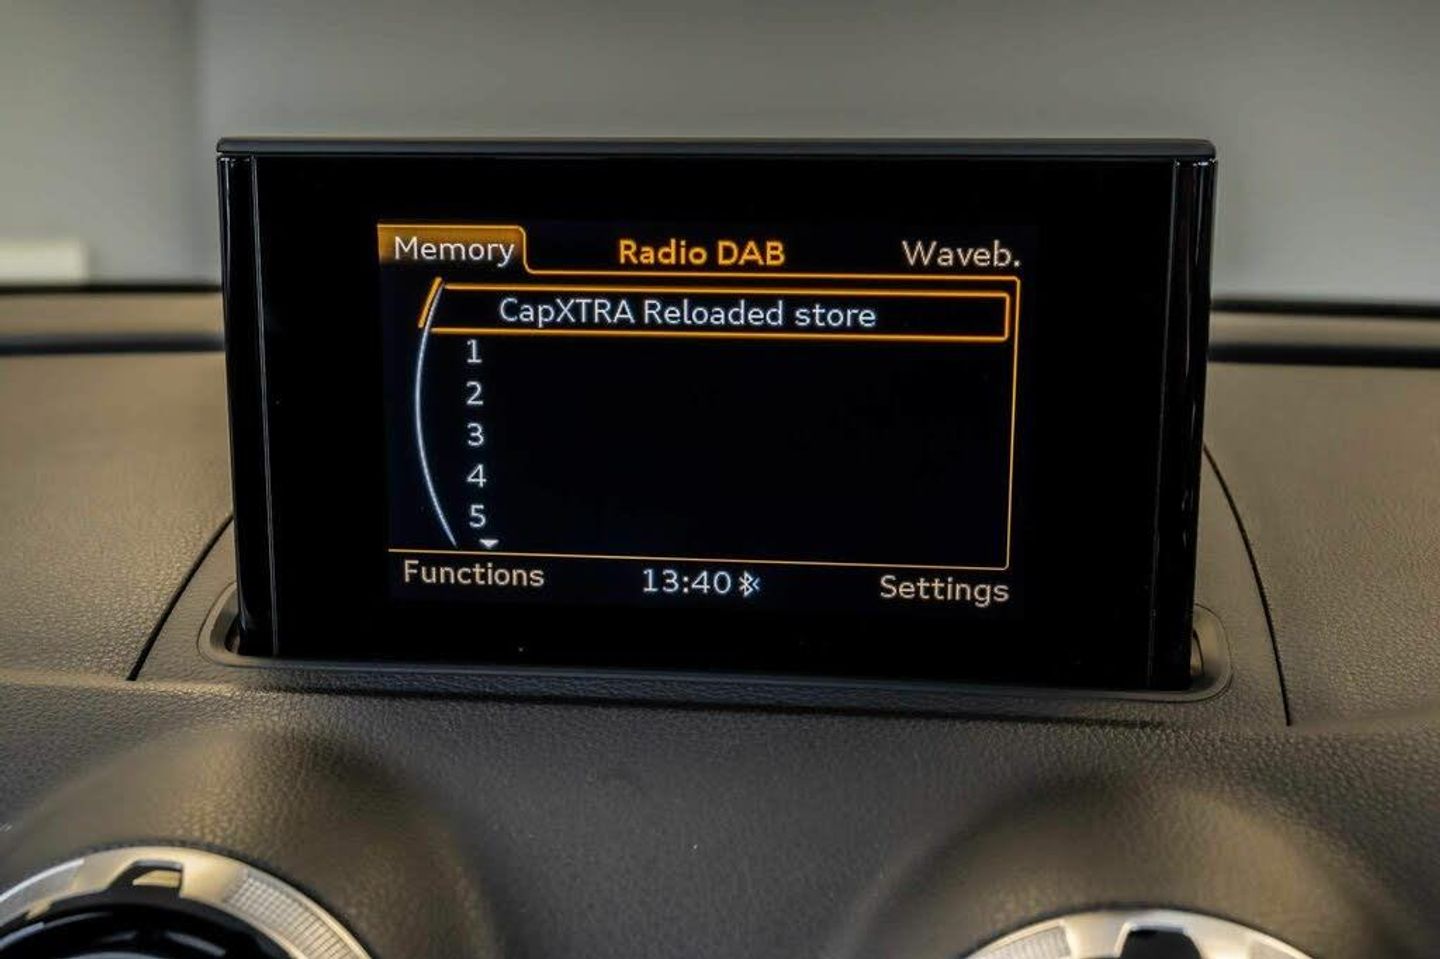 Memory Radio DAB Waveb.
CapXTRA Reloaded store
1
2
3
4
5
Functions 13:40 Settings